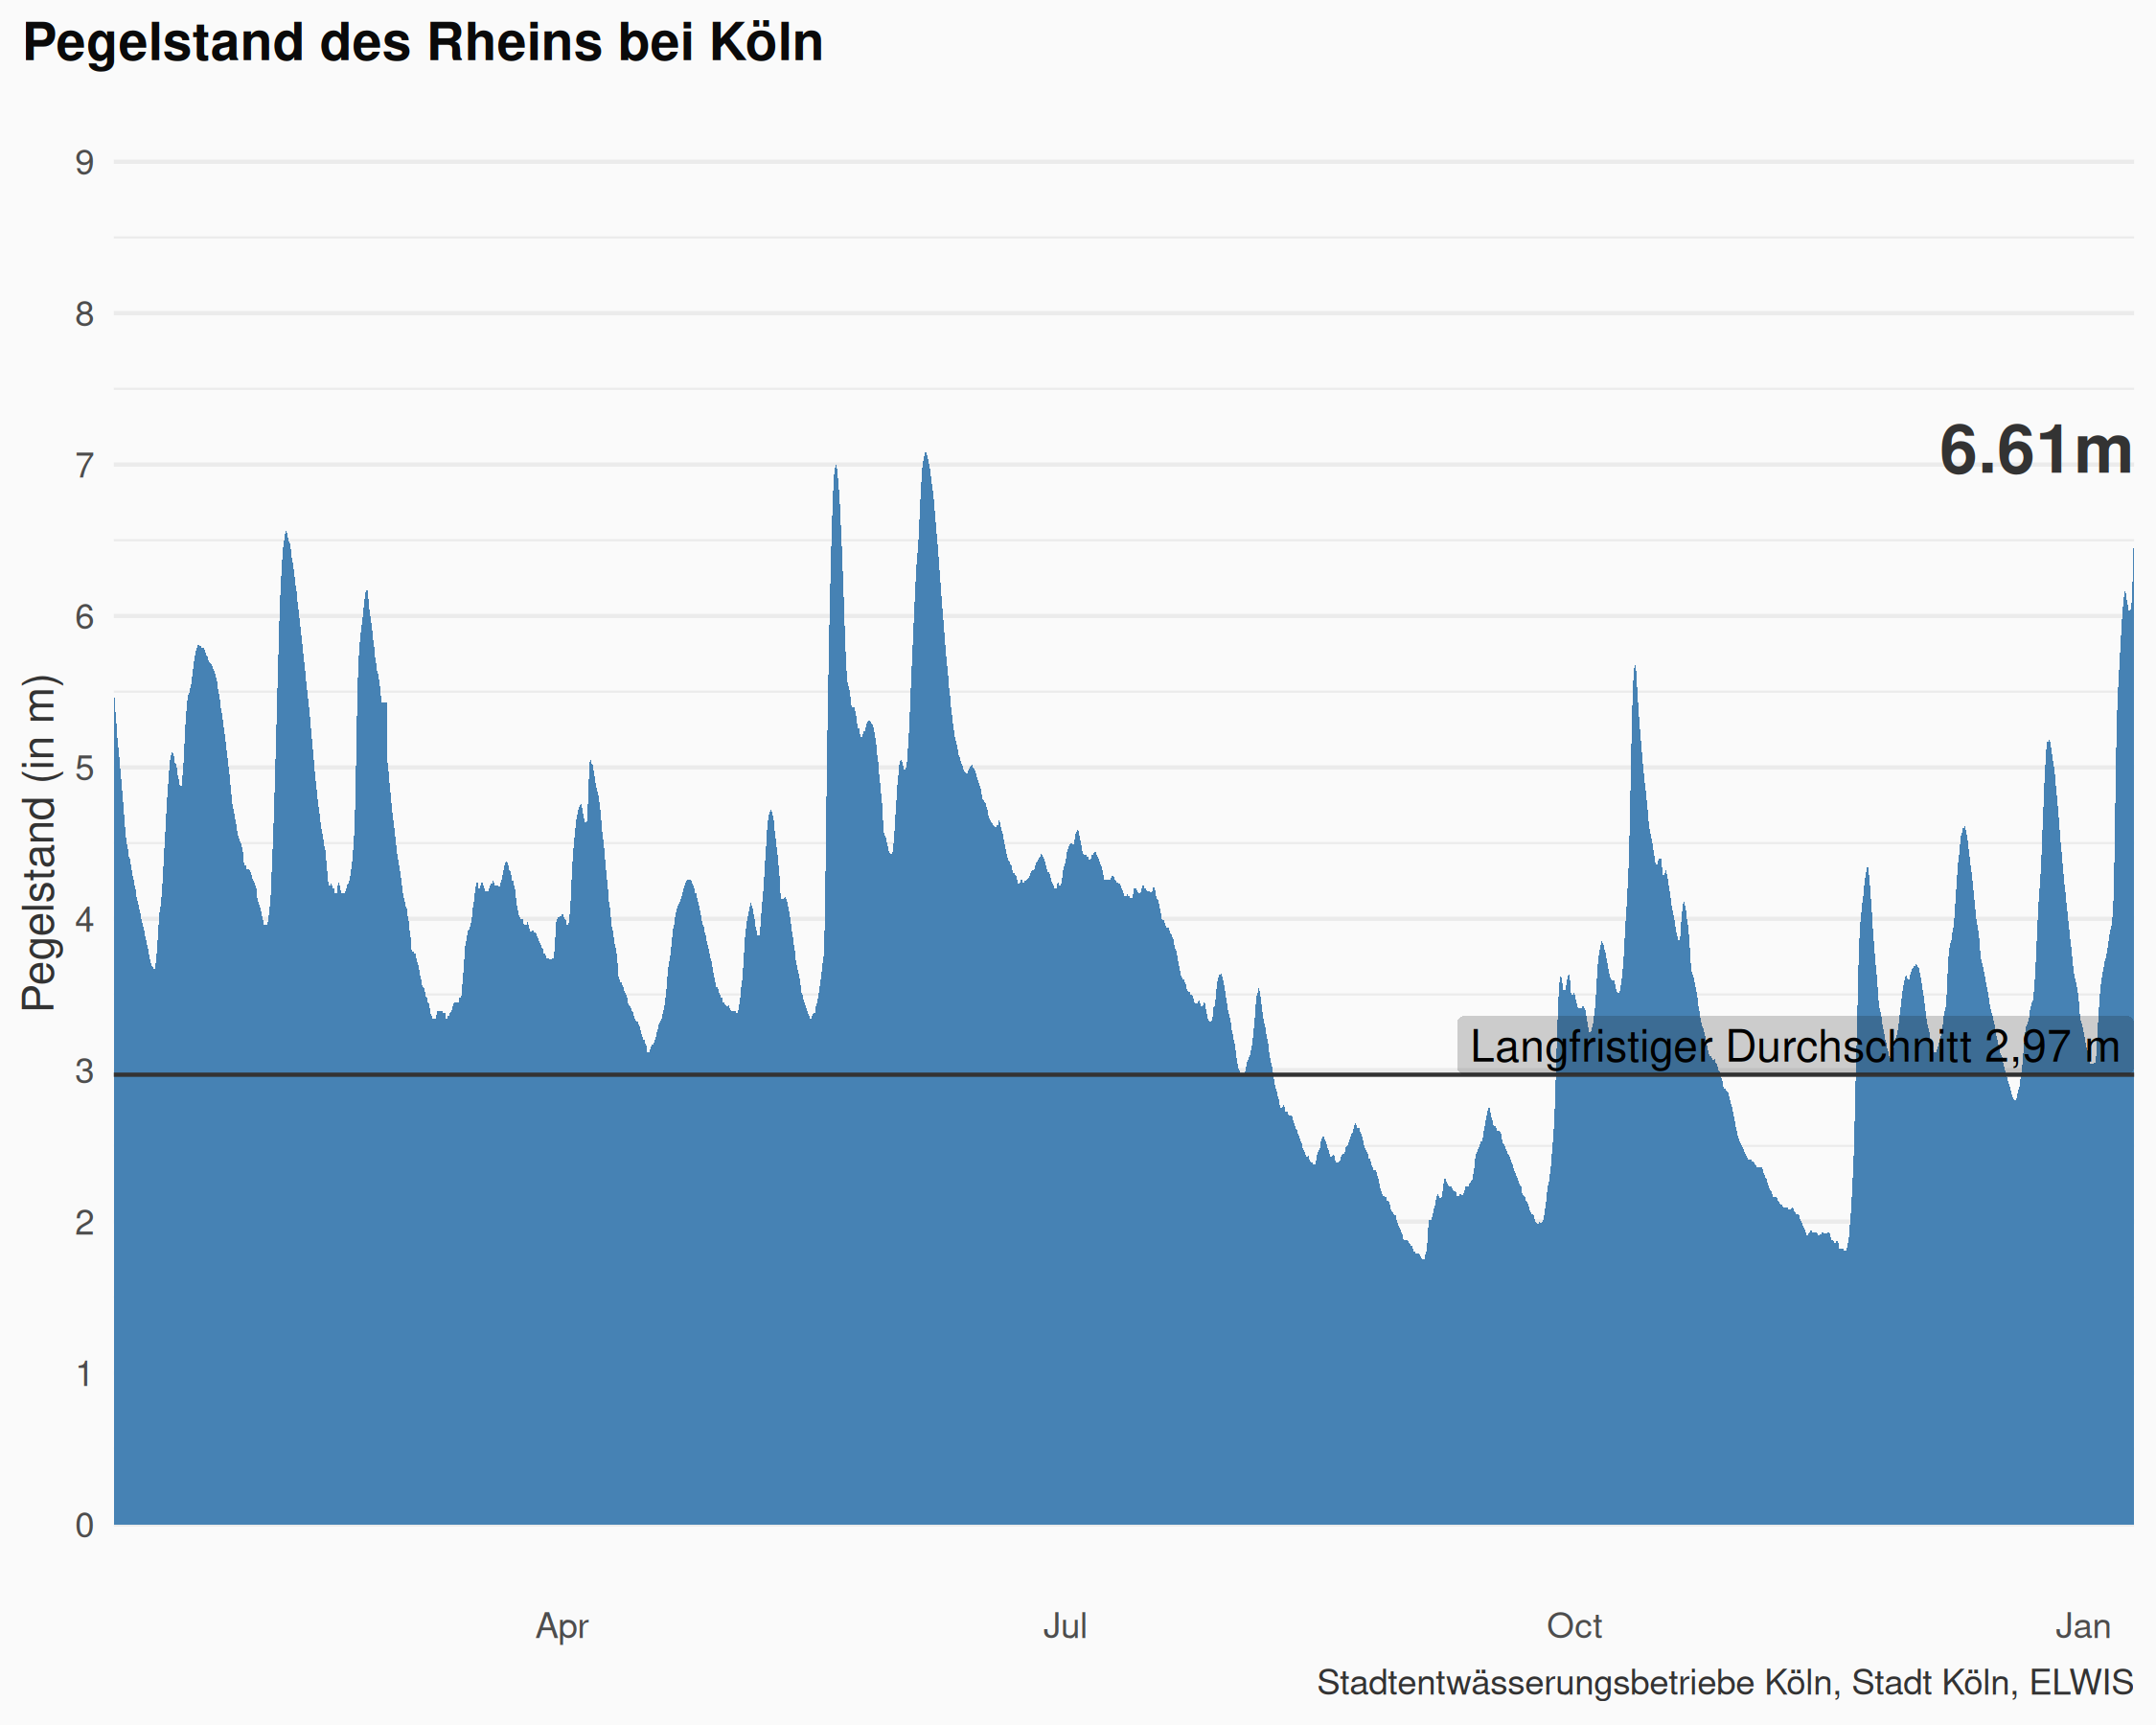 Pegelstand des Rheins bei Köln
9
8
7
6.61m
6
5
Pegelstand (in m)
4
Langfristiger Durchschnitt 2,97 m
3
2
1
0
Apr Jul Oct Jan
Stadtentwässerungsbetriebe Köln, Stadt Köln, ELWIS